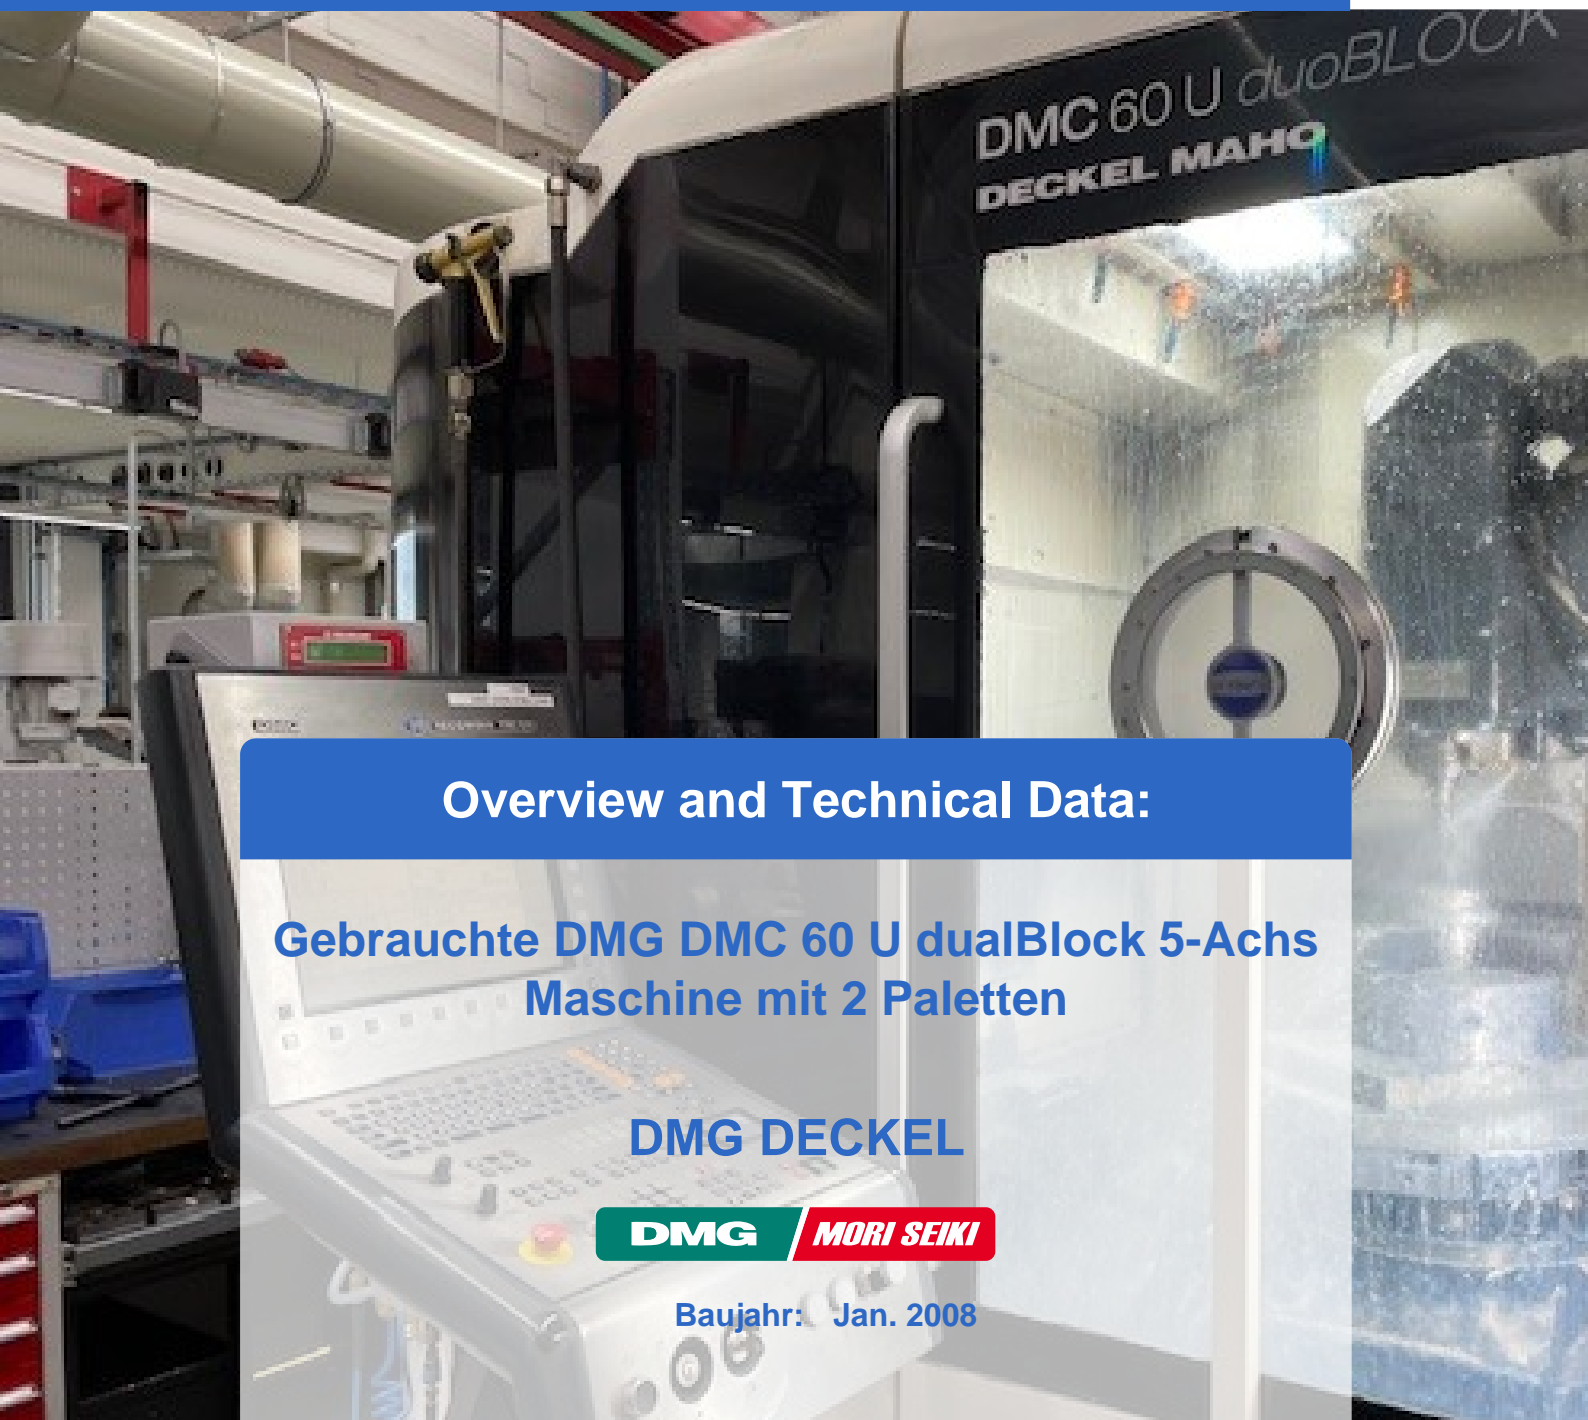 DMC 60 U duoBLOCK
DECKEL MAHO
Overview and Technical Data:
Gebrauchte DMG DMC 60 U dualBlock 5-Achs
Maschine mit 2 Paletten
DMG DECKEL
DMG MORI SEIKI
Baujahr: Jan. 2008